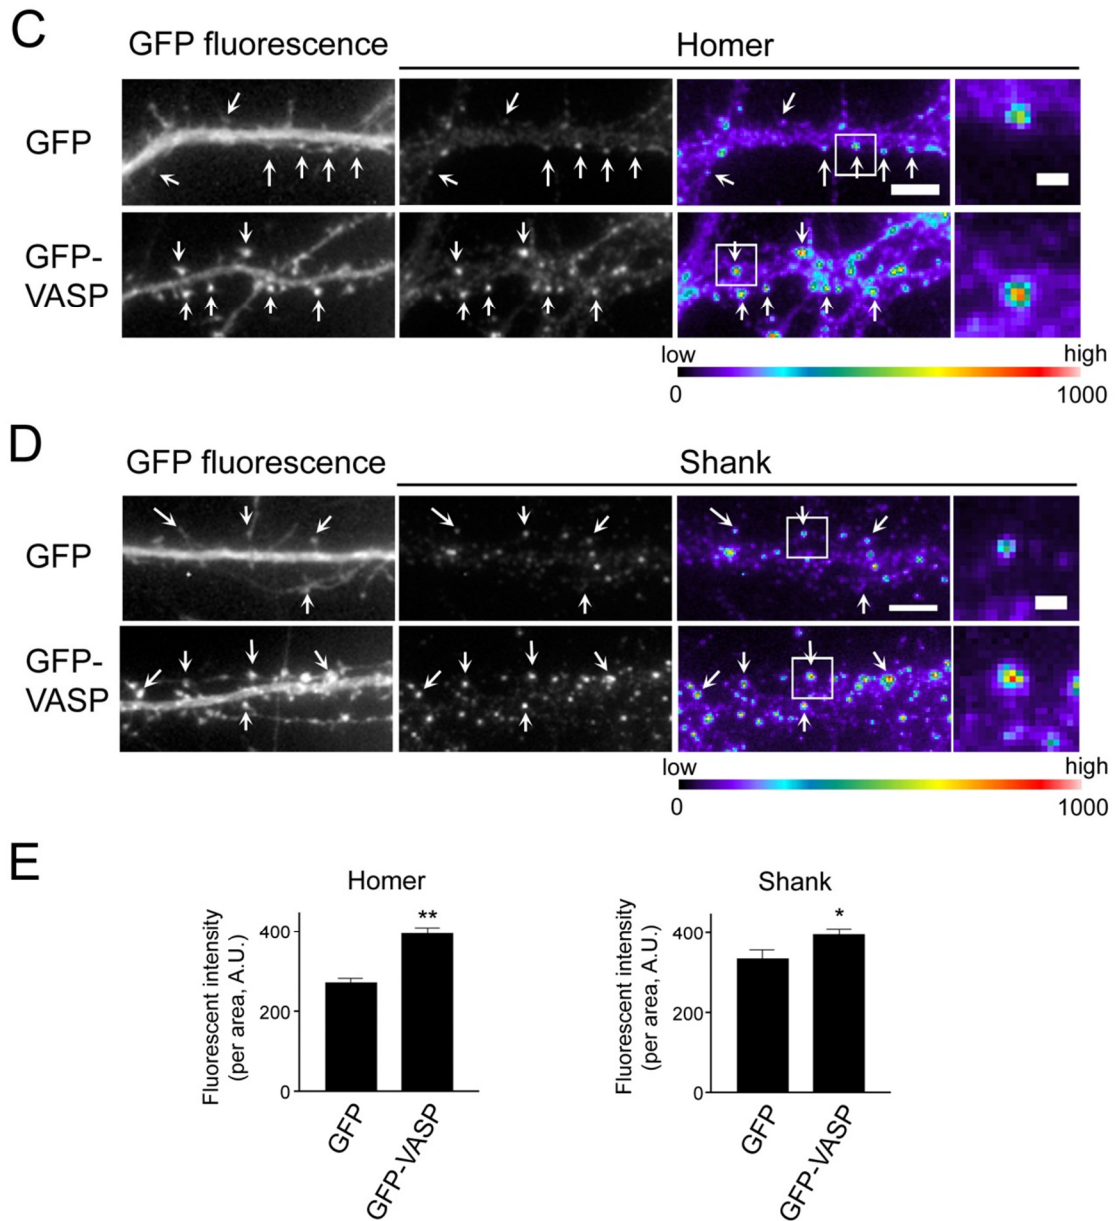 C
GFP fluorescence
Homer
GFP
GFP-
VASP
low
high
0
1000
D
GFP fluorescence
Shank
GFP
GFP-
VASP
low
high
0
1000
E
Homer
Fluorescent intensity
(per area, A.U.)
400
200
0
**
GFP
GFP-VASP
Shank
Fluorescent intensity
(per area, A.U.)
400
200
0
*
GFP
GFP-VASP